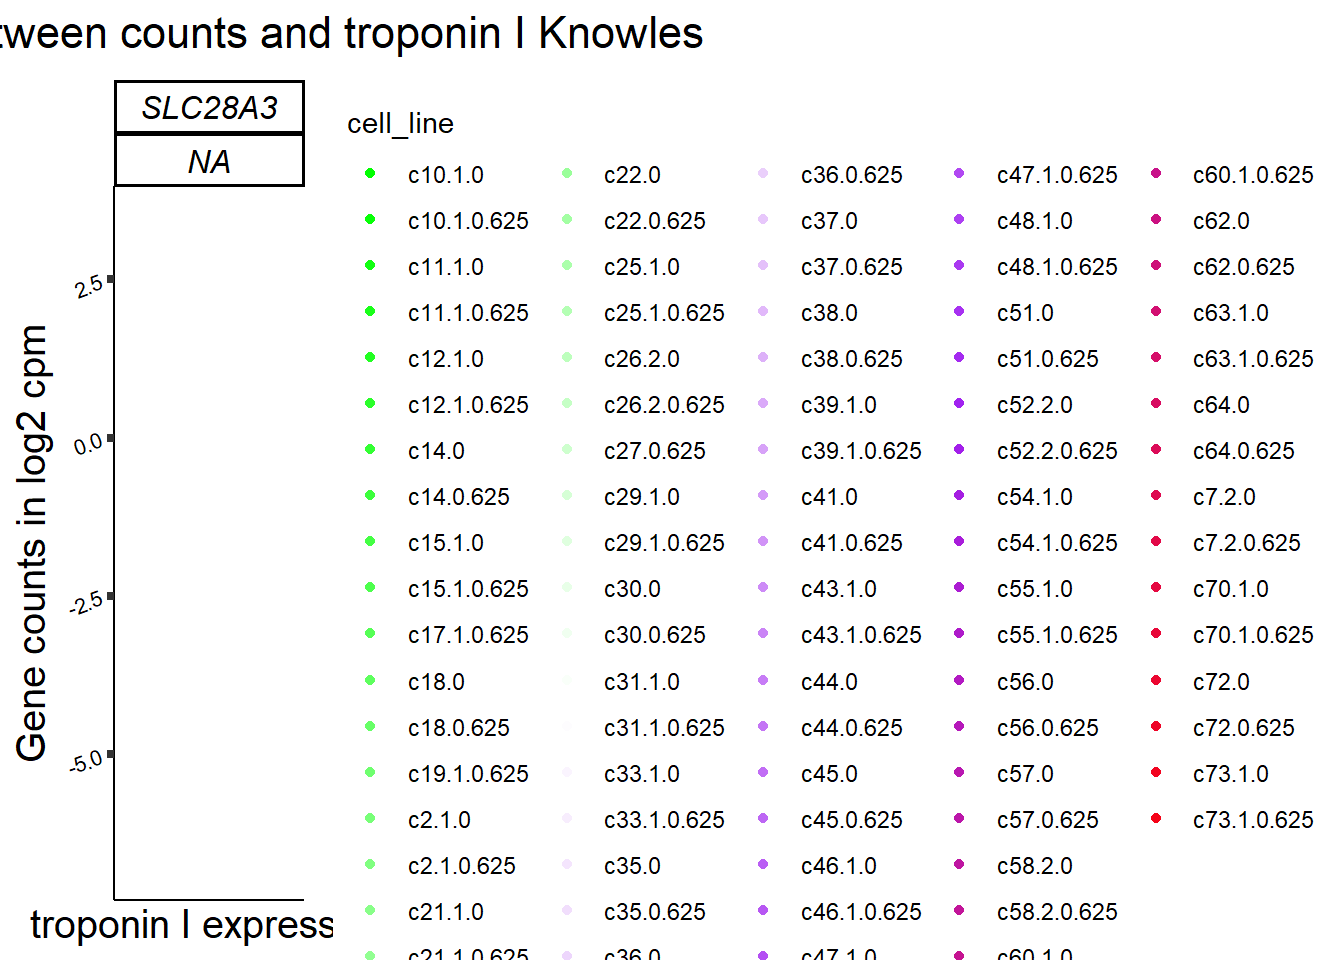 tween counts and troponin I Knowles
SLC28A3
NA
Gene counts in log2 cpm
2.5
0.0
-2.5
-5.0
troponin I express
cell_line
c10.1.0
c10.1.0.625
c11.1.0
c11.1.0.625
c12.1.0
c12.1.0.625
c14.0
c14.0.625
c15.1.0
c15.1.0.625
c17.1.0.625
c18.0
c18.0.625
c19.1.0.625
c2.1.0
c2.1.0.625
c21.1.0
c21.1.0.625
c22.0
c22.0.625
c25.1.0
c25.1.0.625
c26.2.0
c26.2.0.625
c27.0.625
c29.1.0
c29.1.0.625
c30.0
c30.0.625
c31.1.0
c31.1.0.625
c33.1.0
c33.1.0.625
c35.0
c35.0.625
c36.0
c36.0.625
c37.0
c37.0.625
c38.0
c38.0.625
c39.1.0
c39.1.0.625
c41.0
c41.0.625
c43.1.0
c43.1.0.625
c44.0
c44.0.625
c45.0
c45.0.625
c46.1.0
c46.1.0.625
c47.1.0
c47.1.0.625
c48.1.0
c48.1.0.625
c51.0
c51.0.625
c52.2.0
c52.2.0.625
c54.1.0
c54.1.0.625
c55.1.0
c55.1.0.625
c56.0
c56.0.625
c57.0
c57.0.625
c58.2.0
c58.2.0.625
c60.1.0
c60.1.0.625
c62.0
c62.0.625
c63.1.0
c63.1.0.625
c64.0
c64.0.625
c7.2.0
c7.2.0.625
c70.1.0
c70.1.0.625
c72.0
c72.0.625
c73.1.0
c73.1.0.625